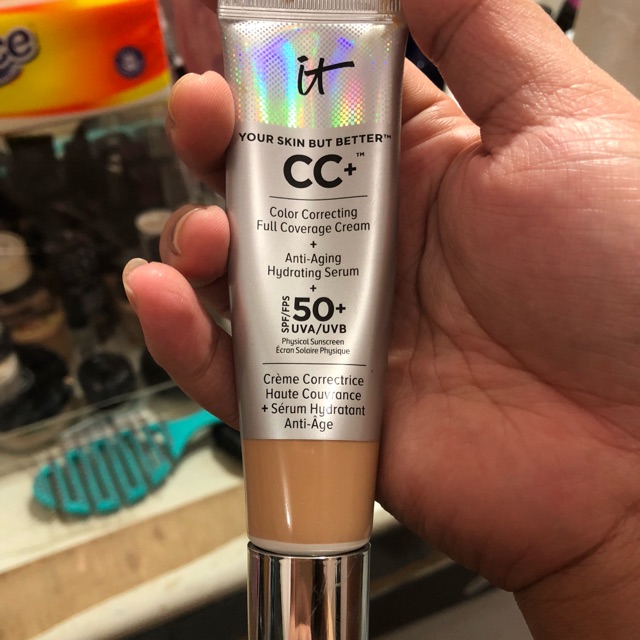 it
YOUR SKIN BUT BETTER™
CC+™
Color Correcting
Full Coverage Cream
+
Anti-Aging
Hydrating Serum
+
SPF/FPS 50+
UVA/UVB
Physical Sunscreen
Écran Solaire Physique
Crème Correctrice
Haute Couvrance
+ Sérum Hydratant
Anti-Âge